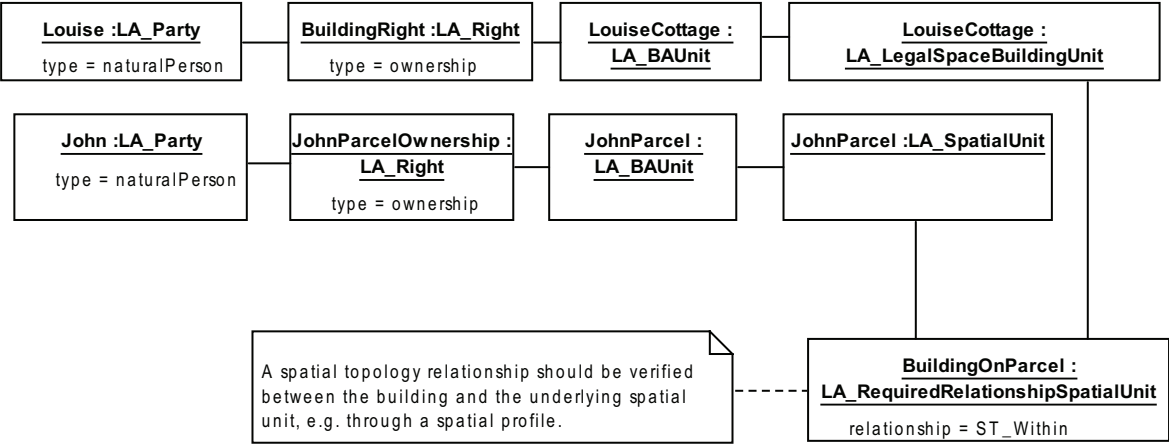 Louise :LA_Party
type = naturalPerson
BuildingRight :LA_Right
type = ownership
LouiseCottage :
LA_BAUnit
LouiseCottage :
LA_LegalSpaceBuildingUnit
John :LA_Party
type = naturalPerson
JohnParcelOwnership :
LA_Right
type = ownership
JohnParcel :
LA_BAUnit
JohnParcel :LA_SpatialUnit
A spatial topology relationship should be verified
between the building and the underlying spatial
unit, e.g. through a spatial profile.
BuildingOnParcel :
LA_RequiredRelationshipSpatialUnit
relationship = ST_Within